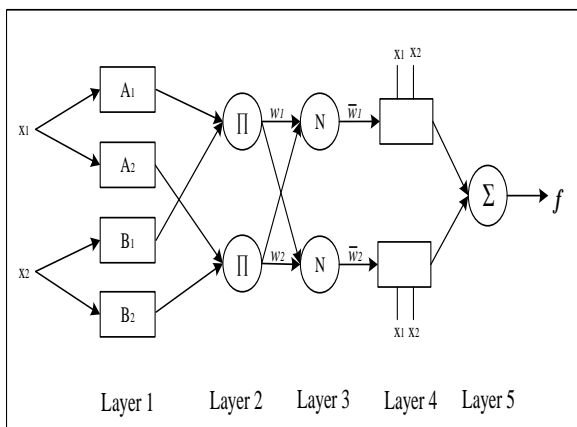 x1 x2
A1
x1
∏ w1 N w̅1
A2
Σ f
B1
x2
∏ w2 N w̅2
B2
x1 x2
Layer 1 Layer 2 Layer 3 Layer 4 Layer 5